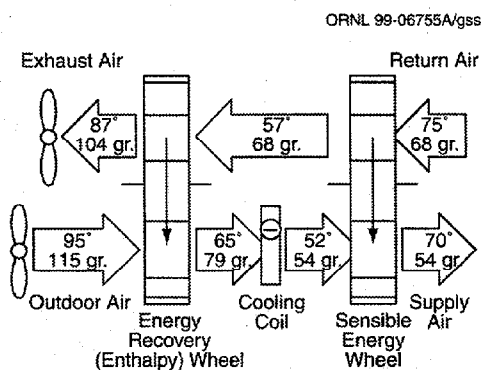 ORNL 99-06755A/gss
Exhaust Air
Return Air
87°
104 gr.
57°
68 gr.
75°
68 gr.
95°
115 gr.
65°
79 gr.
52°
54 gr.
70°
54 gr.
Outdoor Air
Energy
Recovery
(Enthalpy) Wheel
Cooling
Coil
Sensible
Energy
Wheel
Supply
Air